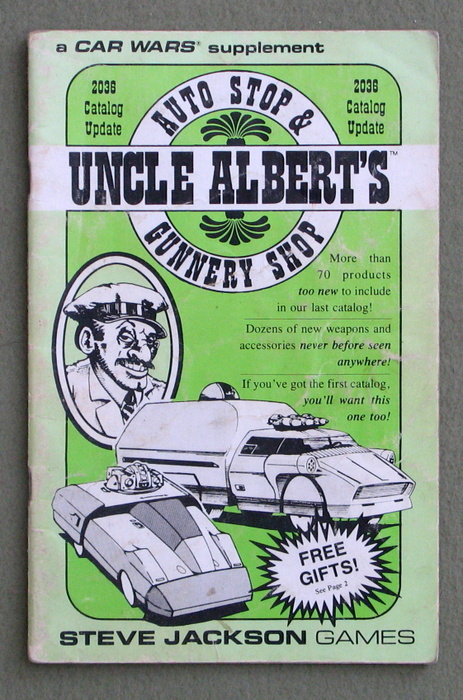 a CAR WARS® supplement
2036 Catalog Update
2036 Catalog Update
AUTO STOP &
UNCLE ALBERT'S™
GUNNERY SHOP
More than
70 products
too new to include
in our last catalog!
Dozens of new weapons and
accessories never before seen
anywhere!
If you've got the first catalog,
you'll want this
one too!
FREE
GIFTS!
See Page 2
STEVE JACKSON GAMES